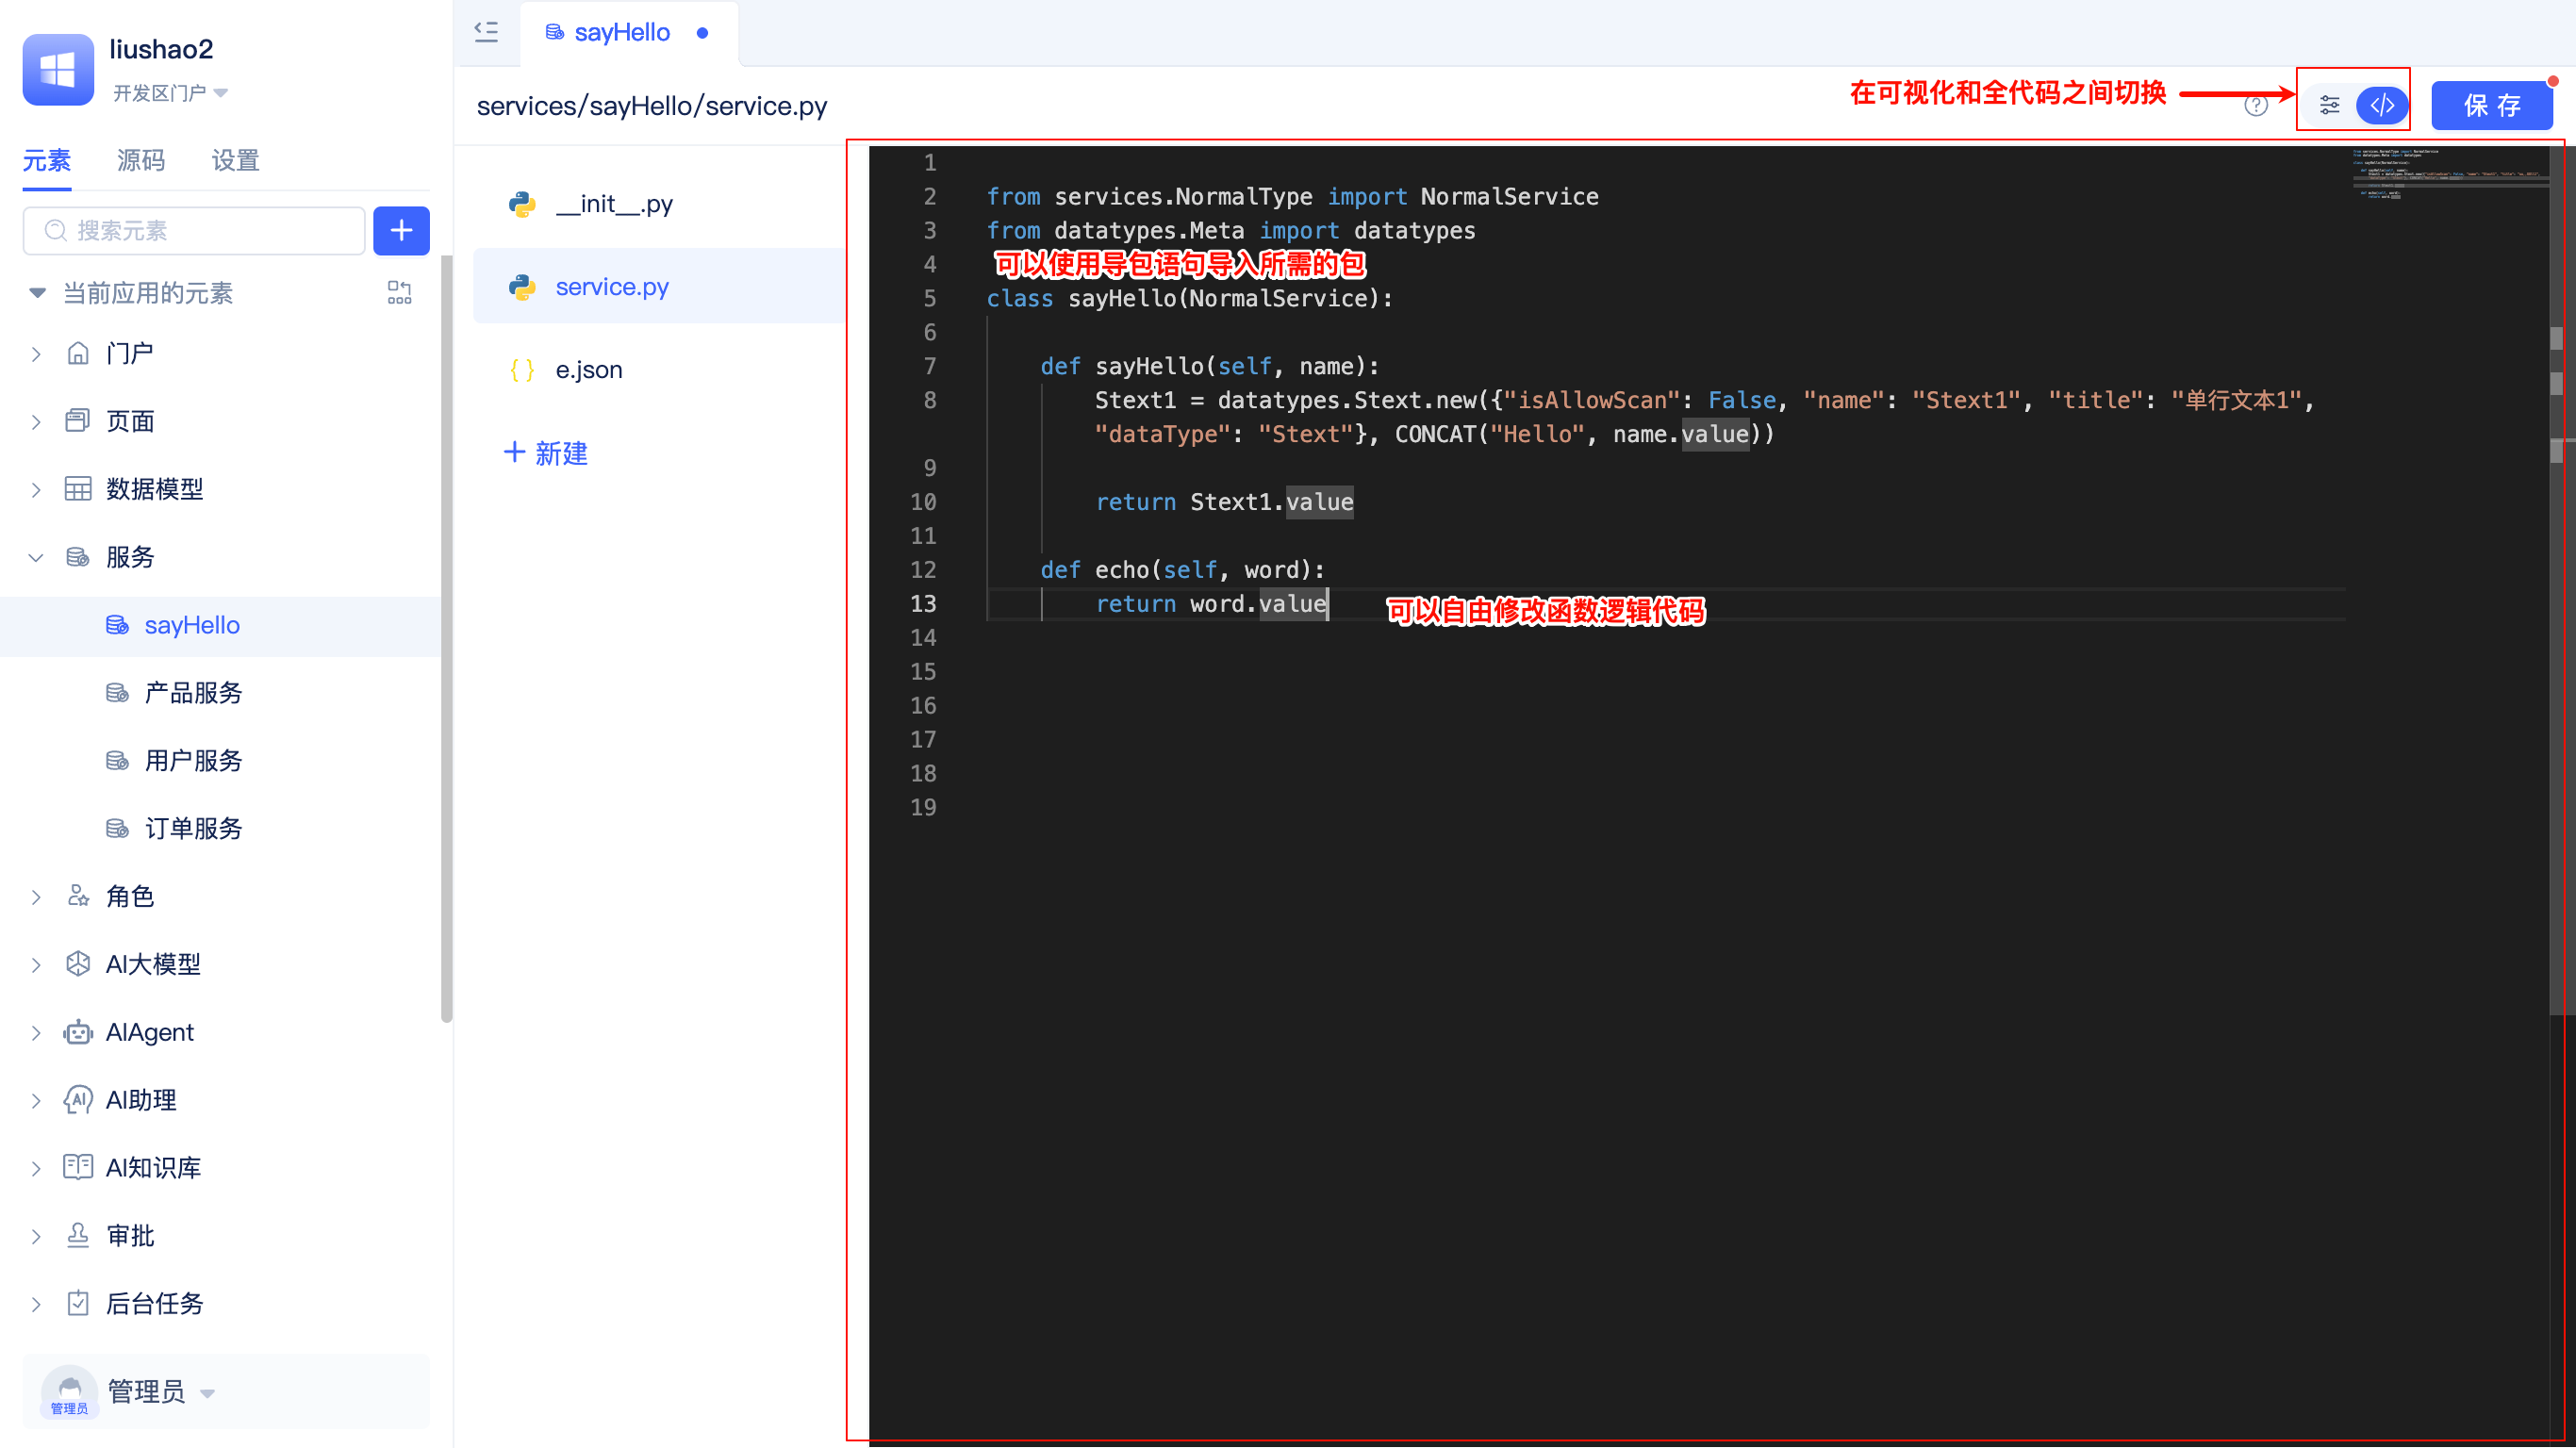 liushao2
开发区门户
元素 源码 设置
搜索元素
当前应用的元素
门户
页面
数据模型
服务
sayHello
产品服务
用户服务
订单服务
角色
AI大模型
AIAgent
AI助理
AI知识库
审批
后台任务
管理员
管理员
sayHello
services/sayHello/service.py
在可视化和全代码之间切换
保 存
__init__.py
service.py
e.json
新建
1
2 from services.NormalType import NormalService
3 from datatypes.Meta import datatypes
4 可以使用导包语句导入所需的包
5 class sayHello(NormalService):
6
7 def sayHello(self, name):
8 Stext1 = datatypes.Stext.new({"isAllowScan": False, "name": "Stext1", "title": "单行文本1",
"dataType": "Stext"}, CONCAT("Hello", name.value))
9
10 return Stext1.value
11
12 def echo(self, word):
13 return word.value 可以自由修改函数逻辑代码
14
15
16
17
18
19